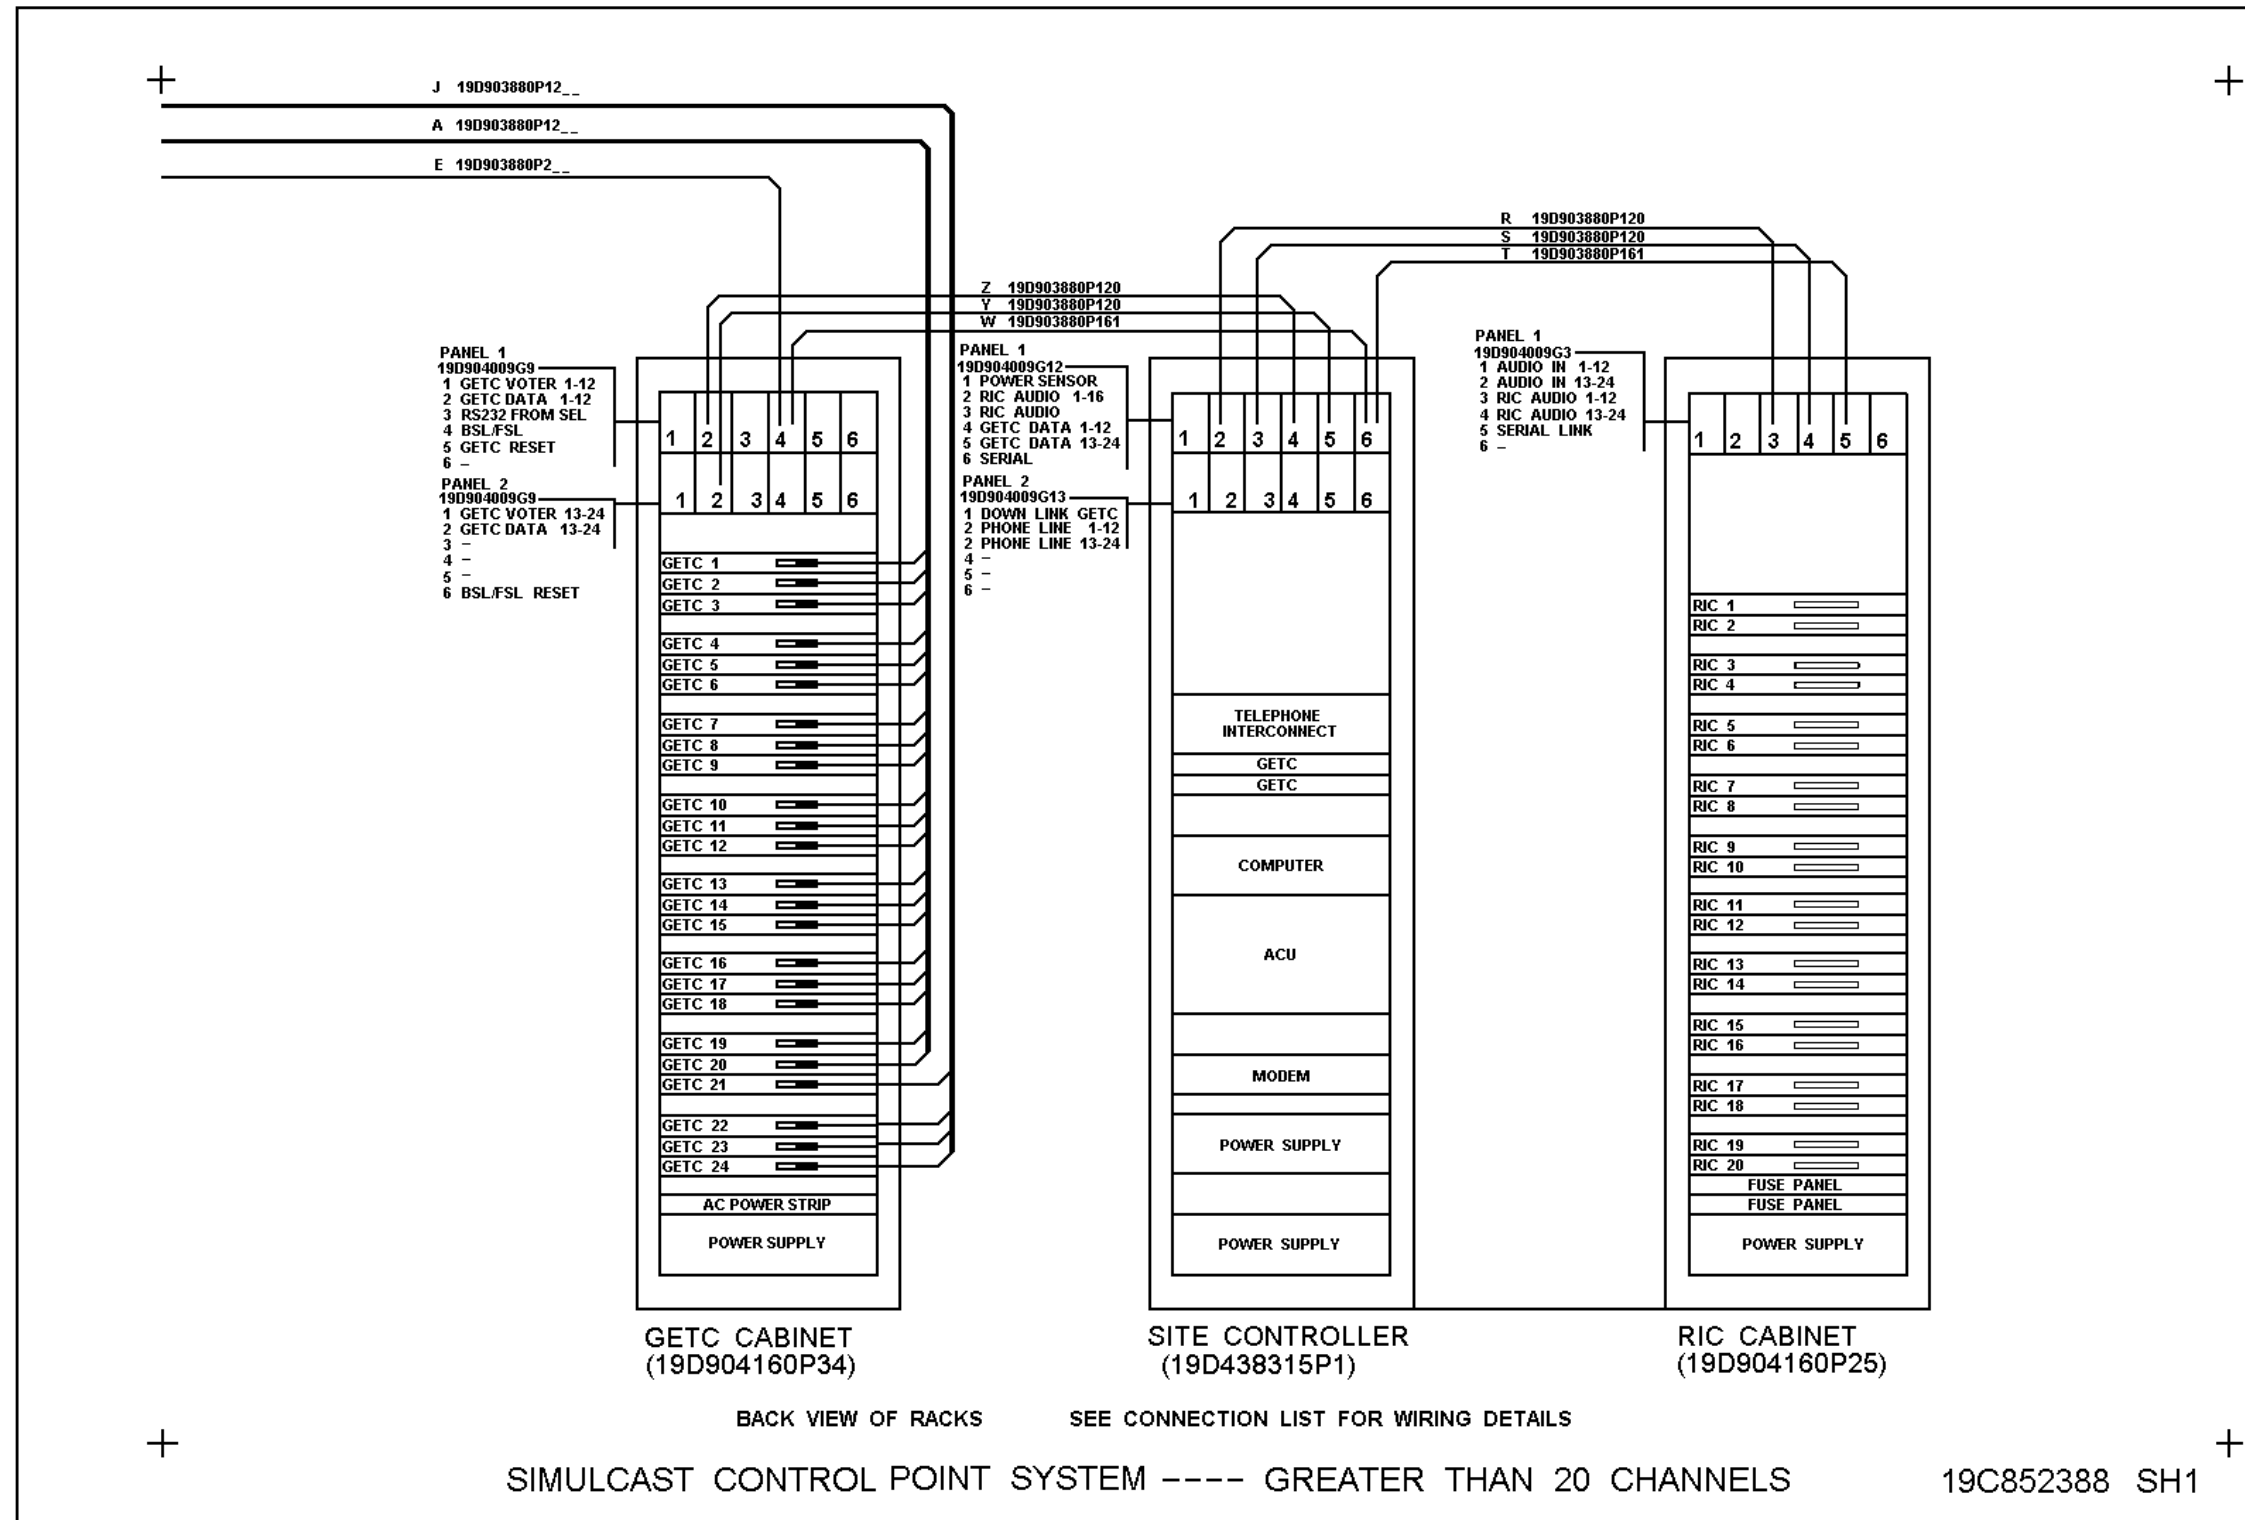 J 19D903880P12_ _
A 19D903880P12_ _
E 19D903880P2_ _
R 19D903880P120
S 19D903880P120
T 19D903880P161
Z 19D903880P120
Y 19D903880P120
W 19D903880P161
PANEL 1
19D904009G9
1 GETC VOTER 1-12
2 GETC DATA 1-12
3 RS232 FROM SEL
4 BSL/FSL
5 GETC RESET
6 –
PANEL 2
19D904009G9
1 GETC VOTER 13-24
2 GETC DATA 13-24
3 –
4 –
5 –
6 BSL/FSL RESET
1 2 3 4 5 6
1 2 3 4 5 6
GETC 1
GETC 2
GETC 3
GETC 4
GETC 5
GETC 6
GETC 7
GETC 8
GETC 9
GETC 10
GETC 11
GETC 12
GETC 13
GETC 14
GETC 15
GETC 16
GETC 17
GETC 18
GETC 19
GETC 20
GETC 21
GETC 22
GETC 23
GETC 24
AC POWER STRIP
POWER SUPPLY
GETC CABINET
(19D904160P34)
PANEL 1
19D904009G12
1 POWER SENSOR
2 RIC AUDIO 1-16
3 RIC AUDIO
4 GETC DATA 1-12
5 GETC DATA 13-24
6 SERIAL
PANEL 2
19D904009G13
1 DOWN LINK GETC
2 PHONE LINE 1-12
2 PHONE LINE 13-24
4 –
5 –
6 –
1 2 3 4 5 6
1 2 3 4 5 6
TELEPHONE
INTERCONNECT
GETC
GETC
COMPUTER
ACU
MODEM
POWER SUPPLY
POWER SUPPLY
SITE CONTROLLER
(19D438315P1)
PANEL 1
19D904009G3
1 AUDIO IN 1-12
2 AUDIO IN 13-24
3 RIC AUDIO 1-12
4 RIC AUDIO 13-24
5 SERIAL LINK
6 –
1 2 3 4 5 6
RIC 1
RIC 2
RIC 3
RIC 4
RIC 5
RIC 6
RIC 7
RIC 8
RIC 9
RIC 10
RIC 11
RIC 12
RIC 13
RIC 14
RIC 15
RIC 16
RIC 17
RIC 18
RIC 19
RIC 20
FUSE PANEL
FUSE PANEL
POWER SUPPLY
RIC CABINET
(19D904160P25)
BACK VIEW OF RACKS SEE CONNECTION LIST FOR WIRING DETAILS
SIMULCAST CONTROL POINT SYSTEM ---- GREATER THAN 20 CHANNELS 19C852388 SH1